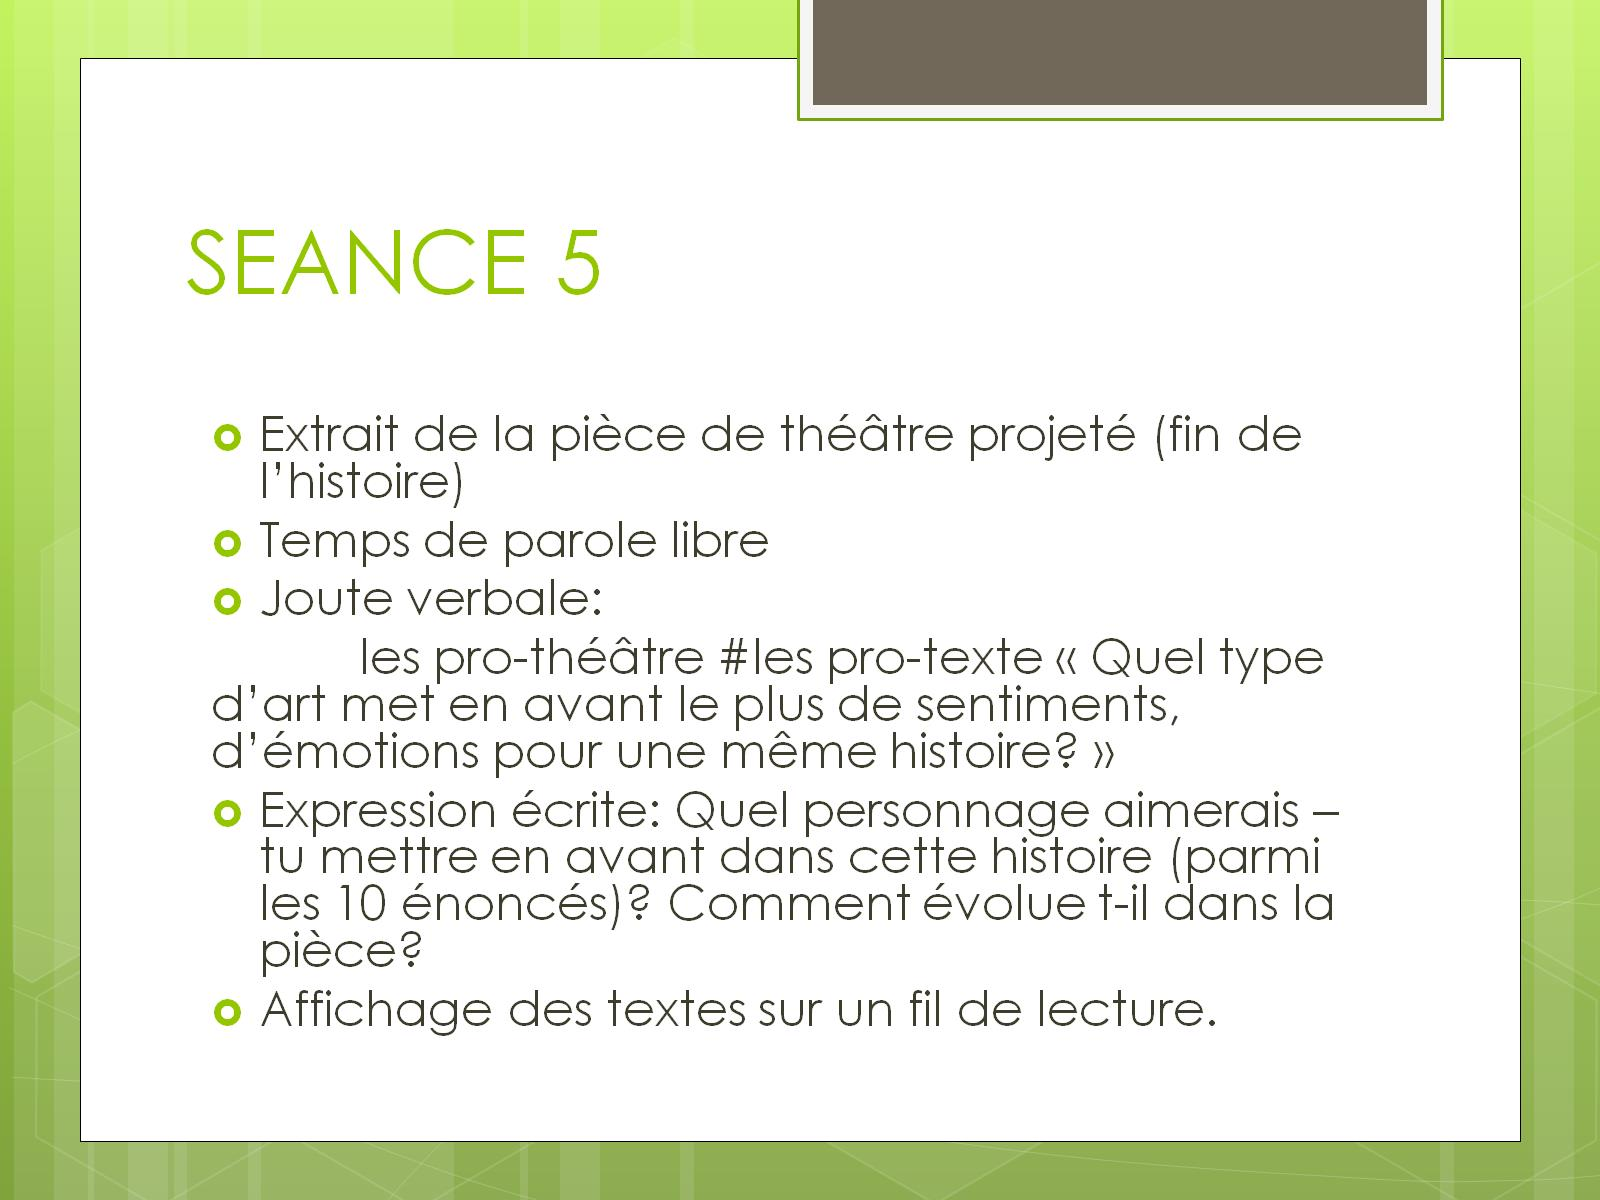 SEANCE 5
Extrait de la pièce de théâtre projeté (fin de
l’histoire)
Temps de parole libre
Joute verbale:
les pro-théâtre #les pro-texte « Quel type
d’art met en avant le plus de sentiments,
d’émotions pour une même histoire? »
Expression écrite: Quel personnage aimerais –
tu mettre en avant dans cette histoire (parmi
les 10 énoncés)? Comment évolue t-il dans la
pièce?
Affichage des textes sur un fil de lecture.